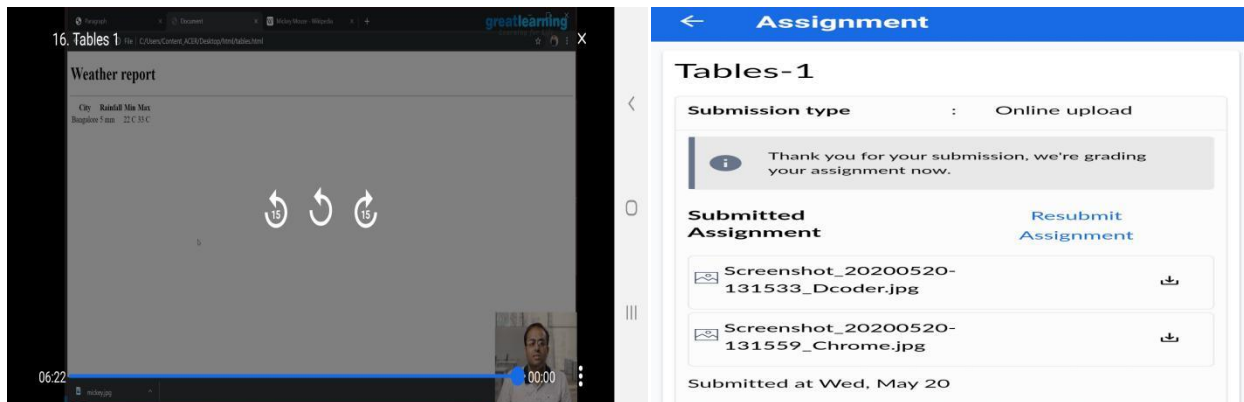 Paragraph
Document
Mickey Mouse - Wikipedia
greatlearning
16. Tables 1
File | C:/Users/Content_ACER/Desktop/html/tables.html
X
Weather report
City Rainfall Min Max
Bangalore 5 mm 22 C 33 C
15
15
06:22
00:00
mickey.jpg
Assignment
Tables-1
Submission type : Online upload
Thank you for your submission, we're grading
your assignment now.
Submitted
Assignment
Resubmit
Assignment
Screenshot_20200520-
131533_Dcoder.jpg
Screenshot_20200520-
131559_Chrome.jpg
Submitted at Wed, May 20